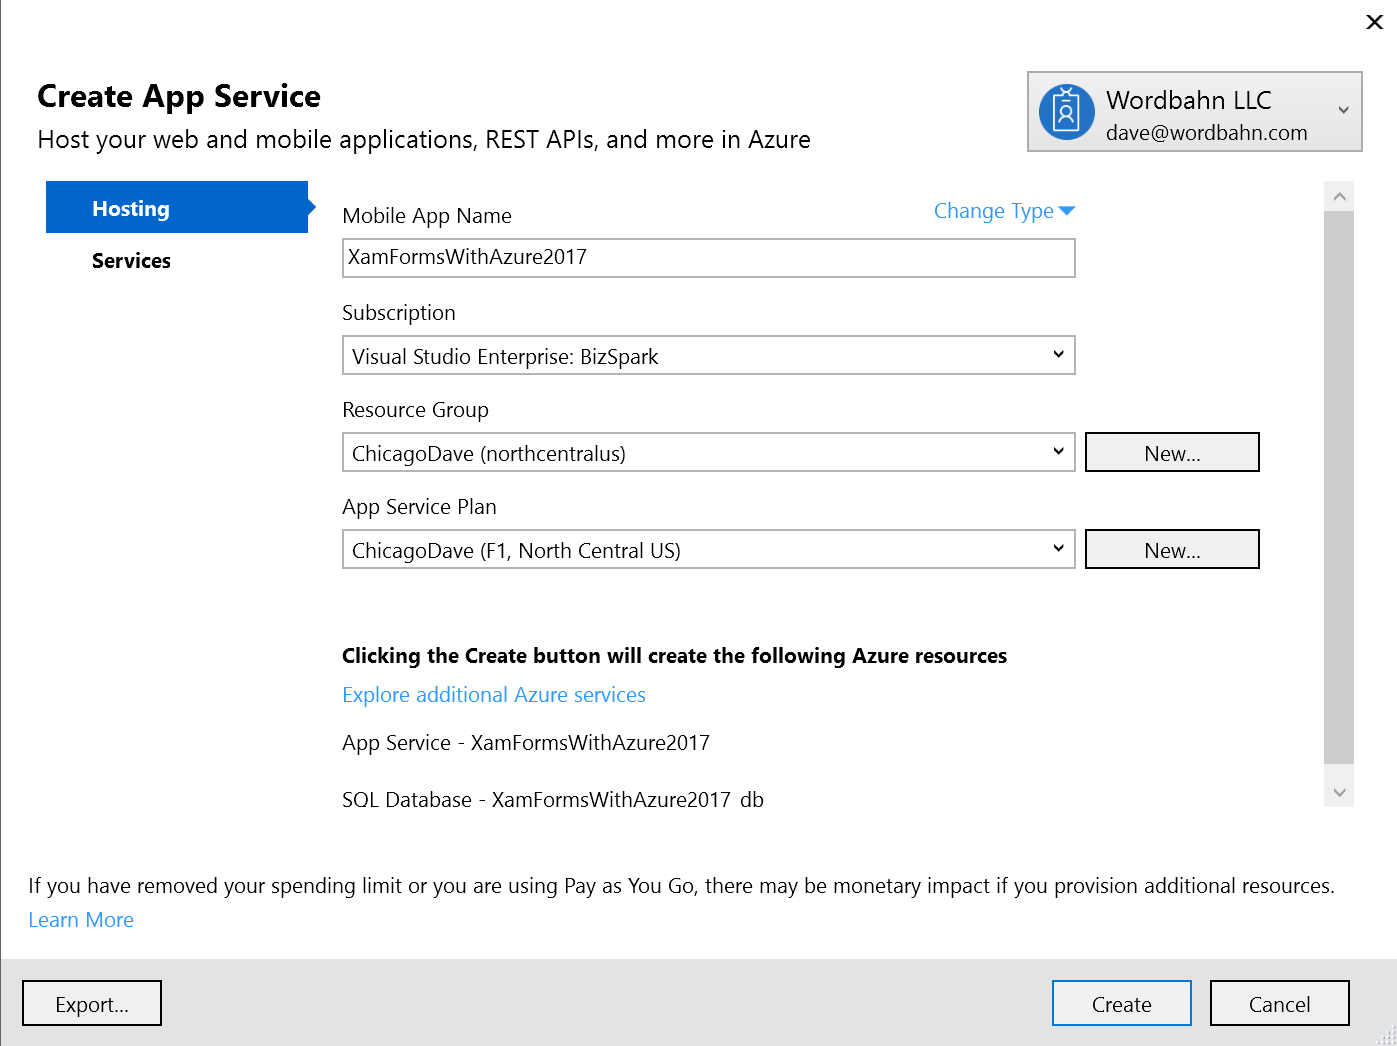 Create App Service
Host your web and mobile applications, REST APIs, and more in Azure
Wordbahn LLC
dave@wordbahn.com
Hosting
Services
Mobile App Name
Change Type
XamFormsWithAzure2017
Subscription
Visual Studio Enterprise: BizSpark
Resource Group
ChicagoDave (northcentralus)
New...
App Service Plan
ChicagoDave (F1, North Central US)
New...
Clicking the Create button will create the following Azure resources
Explore additional Azure services
App Service - XamFormsWithAzure2017
SQL Database - XamFormsWithAzure2017 db
If you have removed your spending limit or you are using Pay as You Go, there may be monetary impact if you provision additional resources.
Learn More
Export...
Create
Cancel